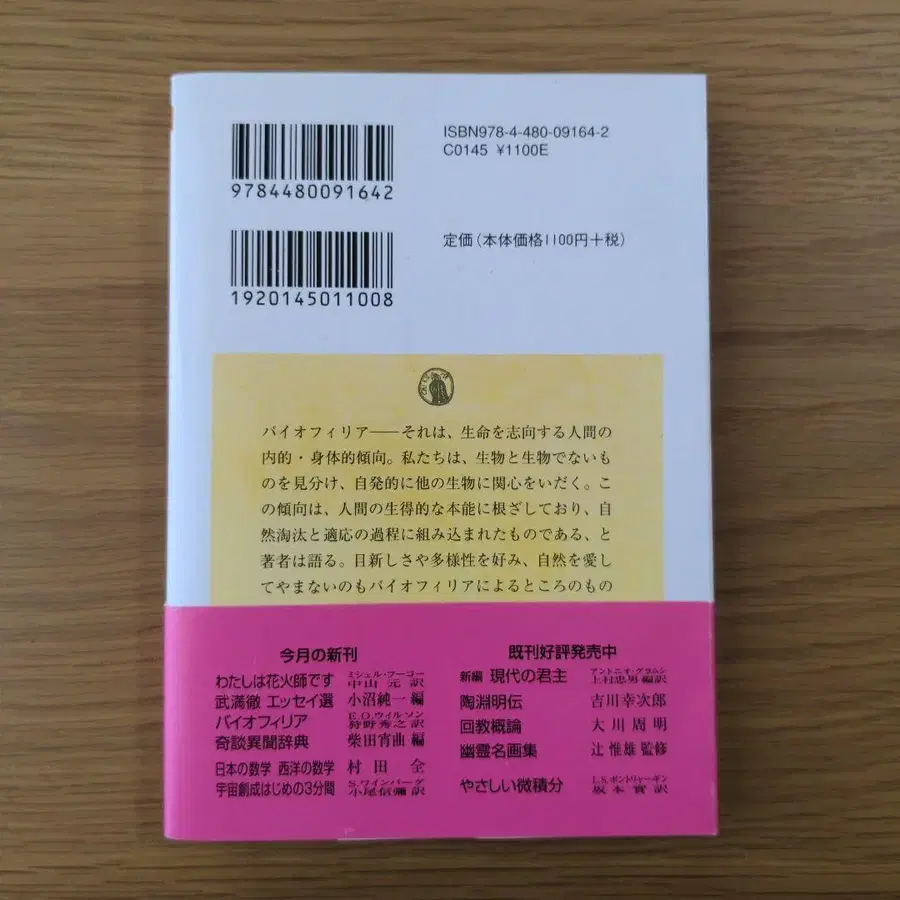 ISBN978-4-480-09164-2
C0145 ¥1100E
9784480091642
定価(本体価格1100円+税)
1920145011008
バイオフィリア――それは、生命を志向する人間の
内的・身体的傾向。私たちは、生物と生物でないも
のを見分け、自発的に他の生物に関心をいだく。こ
の傾向は、人間の生得的な本能に根ざしており、自
然淘汰と適応の過程に組み込まれたものである、と
著者は語る。目新しさや多様性を好み、自然を愛し
てやまないのもバイオフィリアによるところのもの
今月の新刊
わたしは花火師です ミシェル・フーコー 中山 元 訳
武満徹 エッセイ選 小沼純一 編
バイオフィリア E.O.ウィルソン 狩野秀之 訳
奇談異聞辞典 柴田宵曲 編
日本の数学 西洋の数学 村田 全
宇宙創成はじめの3分間 S.ワインバーグ 小尾信彌 訳
既刊好評発売中
新編 現代の君主 アントニオ・グラムシ 上村忠男 編訳
陶淵明伝 吉川幸次郎
回教概論 大川周明
幽霊名画集 辻 惟雄 監修
やさしい微積分 L.S.ポントリャーギン 坂本 實 訳